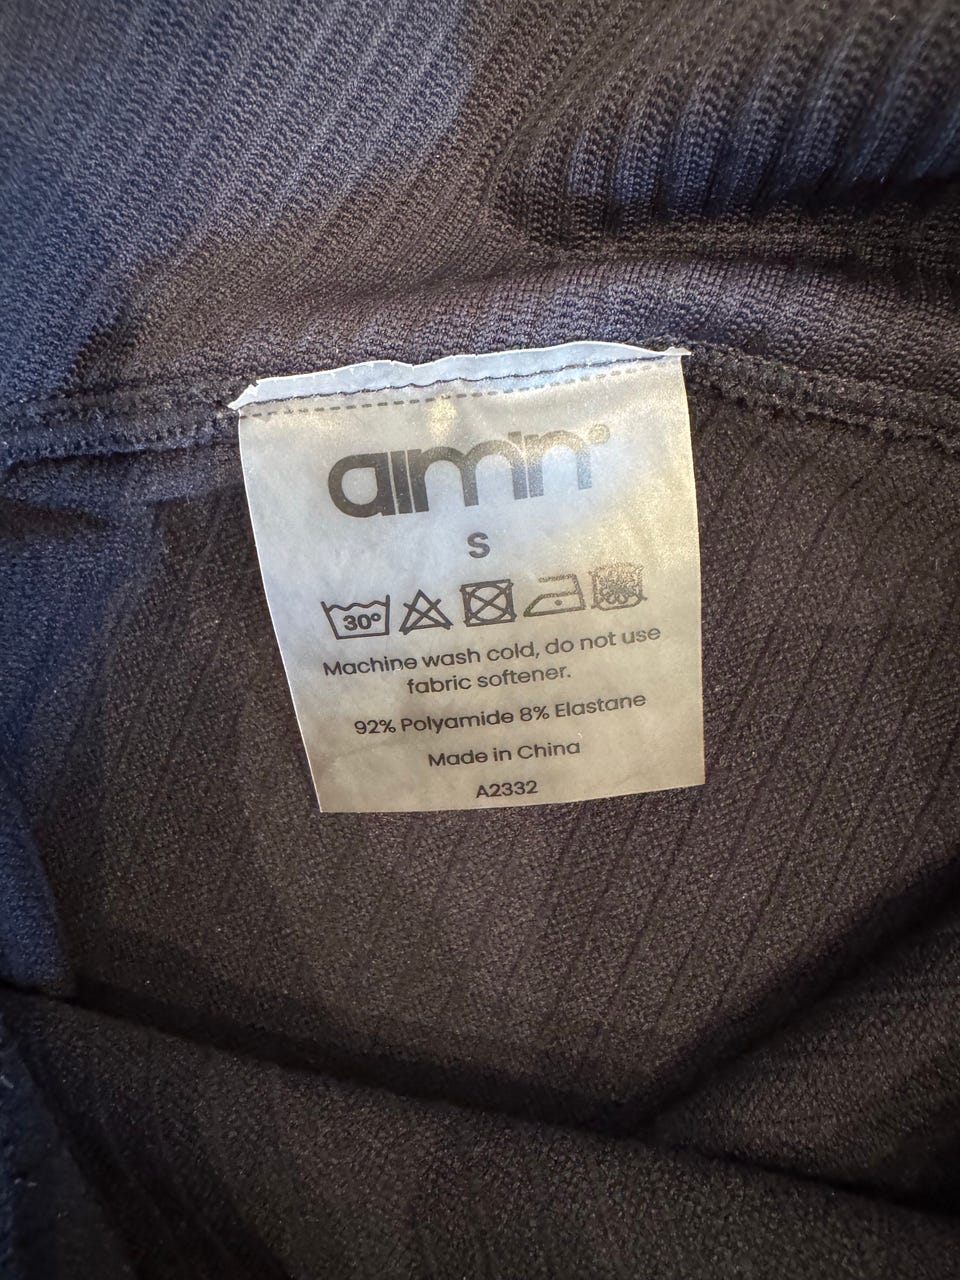 aim'n®
S
30°
Machine wash cold, do not use
fabric softener.
92% Polyamide 8% Elastane
Made in China
A2332